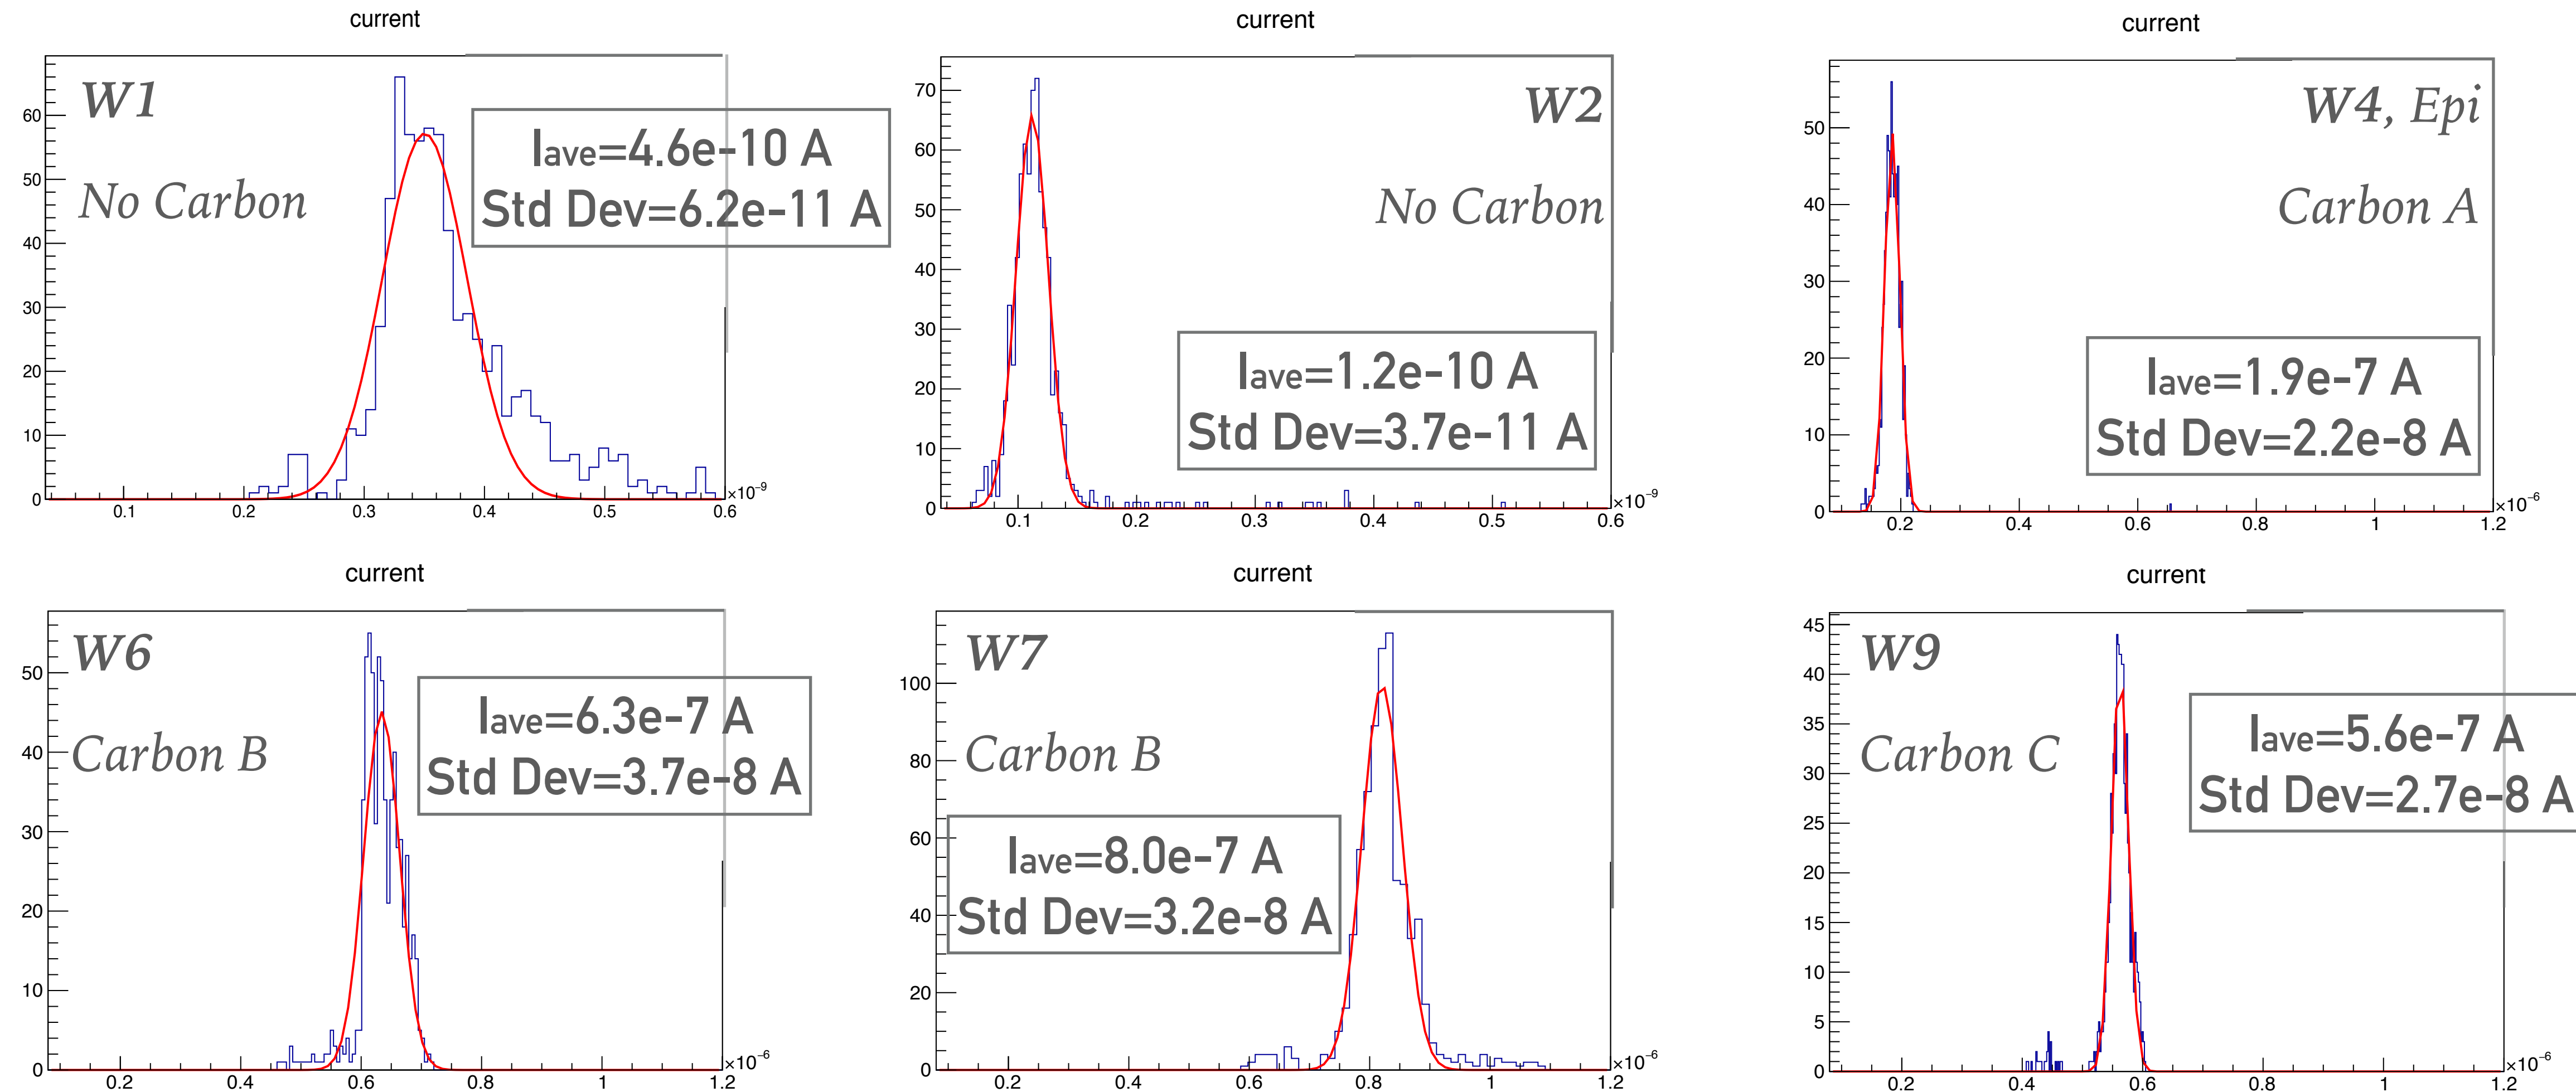 current
W1
No Carbon
Iave=4.6e-10 A
Std Dev=6.2e-11 A
60
50
40
30
20
10
0
0.1 0.2 0.3 0.4 0.5 0.6
×10⁻⁹
current
W2
No Carbon
Iave=1.2e-10 A
Std Dev=3.7e-11 A
70
60
50
40
30
20
10
0
0.1 0.2 0.3 0.4 0.5 0.6
×10⁻⁹
current
W4, Epi
Carbon A
Iave=1.9e-7 A
Std Dev=2.2e-8 A
50
40
30
20
10
0
0.2 0.4 0.6 0.8 1 1.2
×10⁻⁶
current
W6
Carbon B
Iave=6.3e-7 A
Std Dev=3.7e-8 A
50
40
30
20
10
0
0.2 0.4 0.6 0.8 1 1.2
×10⁻⁶
current
W7
Carbon B
Iave=8.0e-7 A
Std Dev=3.2e-8 A
100
80
60
40
20
0
0.2 0.4 0.6 0.8 1 1.2
×10⁻⁶
current
W9
Carbon C
Iave=5.6e-7 A
Std Dev=2.7e-8 A
45
40
35
30
25
20
15
10
5
0
0.2 0.4 0.6 0.8 1 1.2
×10⁻⁶